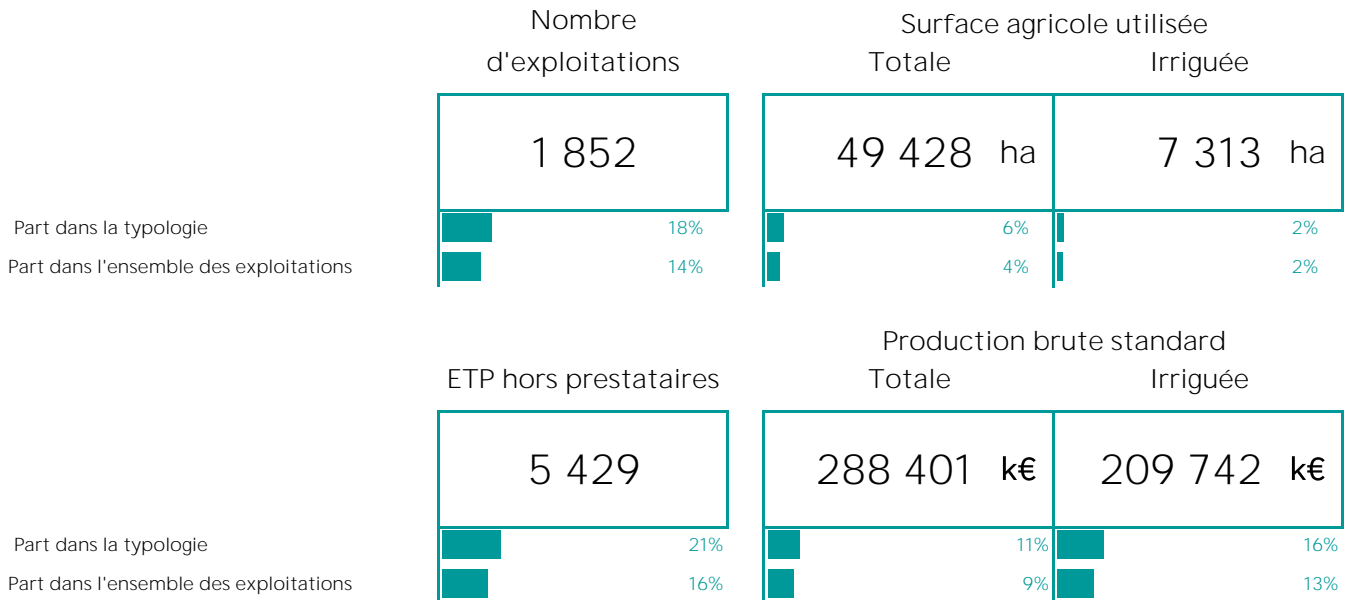 Nombre
d'exploitations
Surface agricole utilisée
Totale Irriguée
1 852 49 428 ha 7 313 ha
Part dans la typologie 18% 6% 2%
Part dans l'ensemble des exploitations 14% 4% 2%
Production brute standard
ETP hors prestataires Totale Irriguée
5 429 288 401 k€ 209 742 k€
Part dans la typologie 21% 11% 16%
Part dans l'ensemble des exploitations 16% 9% 13%